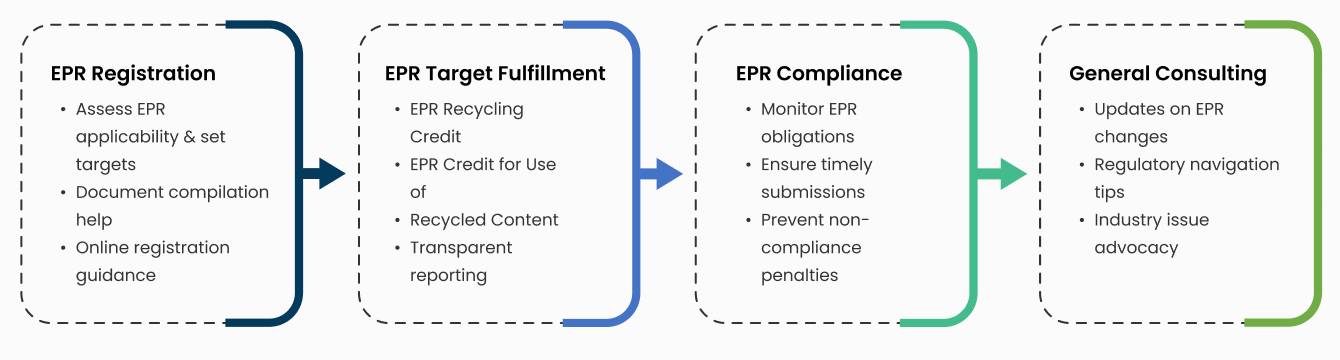 EPR Registration
• Assess EPR
applicability & set
targets
• Document compilation
help
• Online registration
guidance
EPR Target Fulfillment
• EPR Recycling
Credit
• EPR Credit for Use
of
• Recycled Content
• Transparent
reporting
EPR Compliance
• Monitor EPR
obligations
• Ensure timely
submissions
• Prevent non-
compliance
penalties
General Consulting
• Updates on EPR
changes
• Regulatory navigation
tips
• Industry issue
advocacy